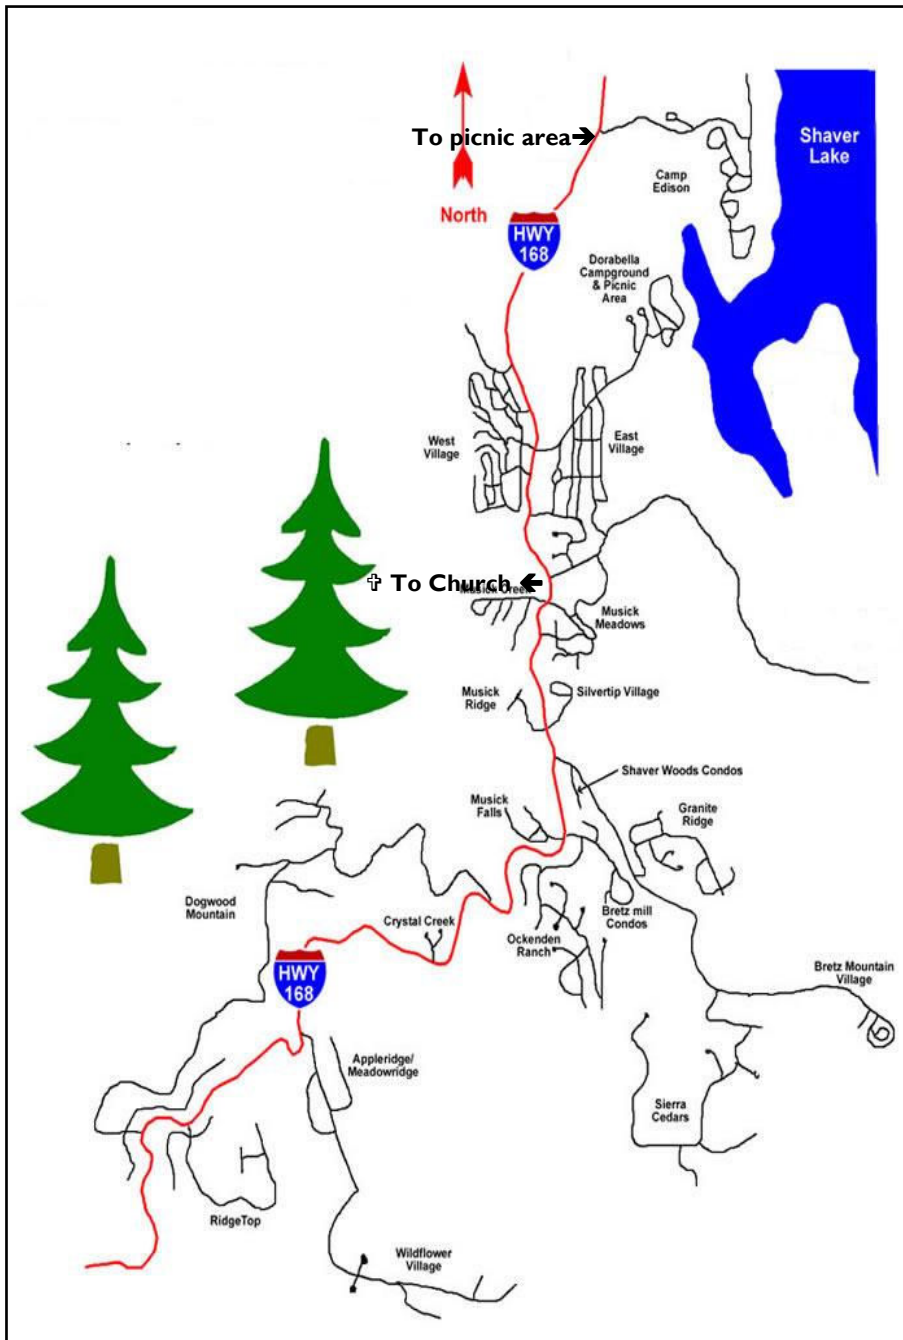 To picnic area➔
Shaver
Lake
Camp
Edison
North
HWY
168
Dorabella
Campground
& Picnic
Area
West
Village
East
Village
✞ To Church ←
Musick Creek
Musick
Meadows
Musick
Ridge
Silvertip Village
Shaver Woods Condos
Musick
Falls
Granite
Ridge
Dogwood
Mountain
Crystal Creek
Ockenden
Ranch
Bretz mill
Condos
HWY
168
Bretz Mountain
Village
Appleridge/
Meadowridge
Sierra
Cedars
RidgeTop
Wildflower
Village